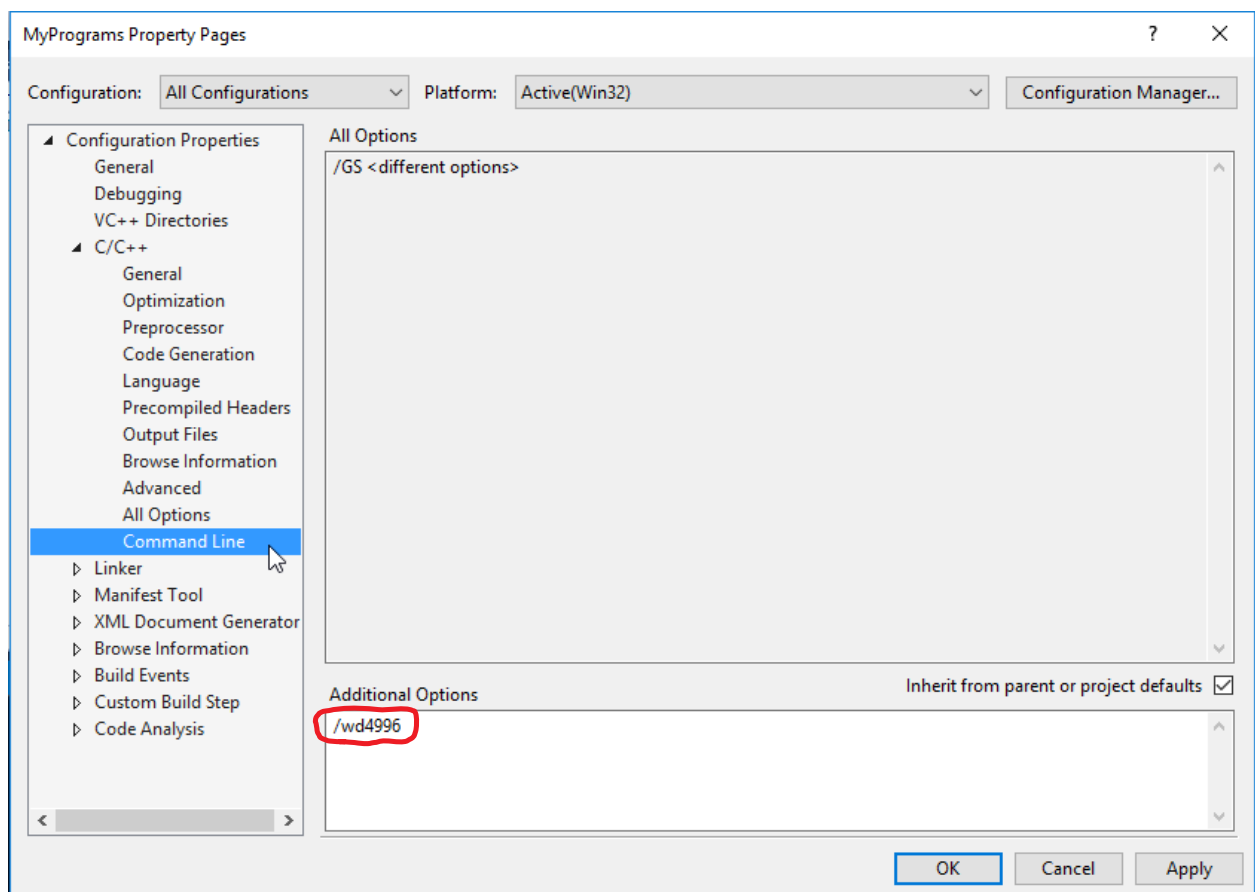 MyPrograms Property Pages
Configuration: All Configurations Platform: Active(Win32) Configuration Manager...
Configuration Properties
General
Debugging
VC++ Directories
C/C++
General
Optimization
Preprocessor
Code Generation
Language
Precompiled Headers
Output Files
Browse Information
Advanced
All Options
Command Line
Linker
Manifest Tool
XML Document Generator
Browse Information
Build Events
Custom Build Step
Code Analysis
All Options
/GS <different options>
Additional Options
Inherit from parent or project defaults
/wd4996
OK Cancel Apply